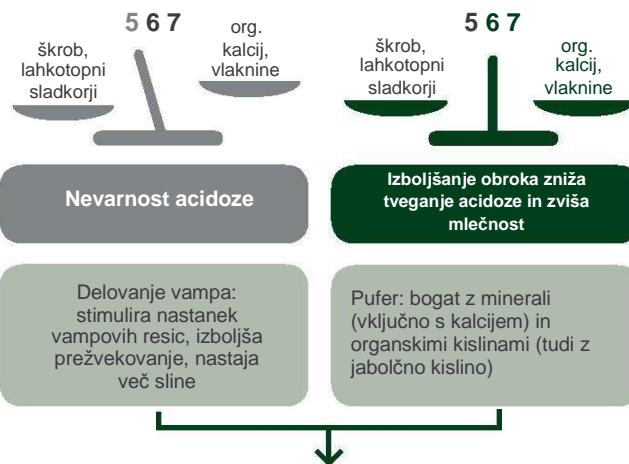 5 6 7
škrob,
lahkotopni
sladkorji
org.
kalcij,
vlaknine
5 6 7
škrob,
lahkotopni
sladkorji
org.
kalcij,
vlaknine
Nevarnost acidoze
Izboljšanje obroka zniža
tveganje acidoze in zviša
mlečnost
Delovanje vampa:
stimulira nastanek
vampovih resic, izboljša
prežvekovanje, nastaja
več sline
Pufer: bogat z minerali
(vključno s kalcijem) in
organskimi kislinami (tudi z
jabolčno kislino)